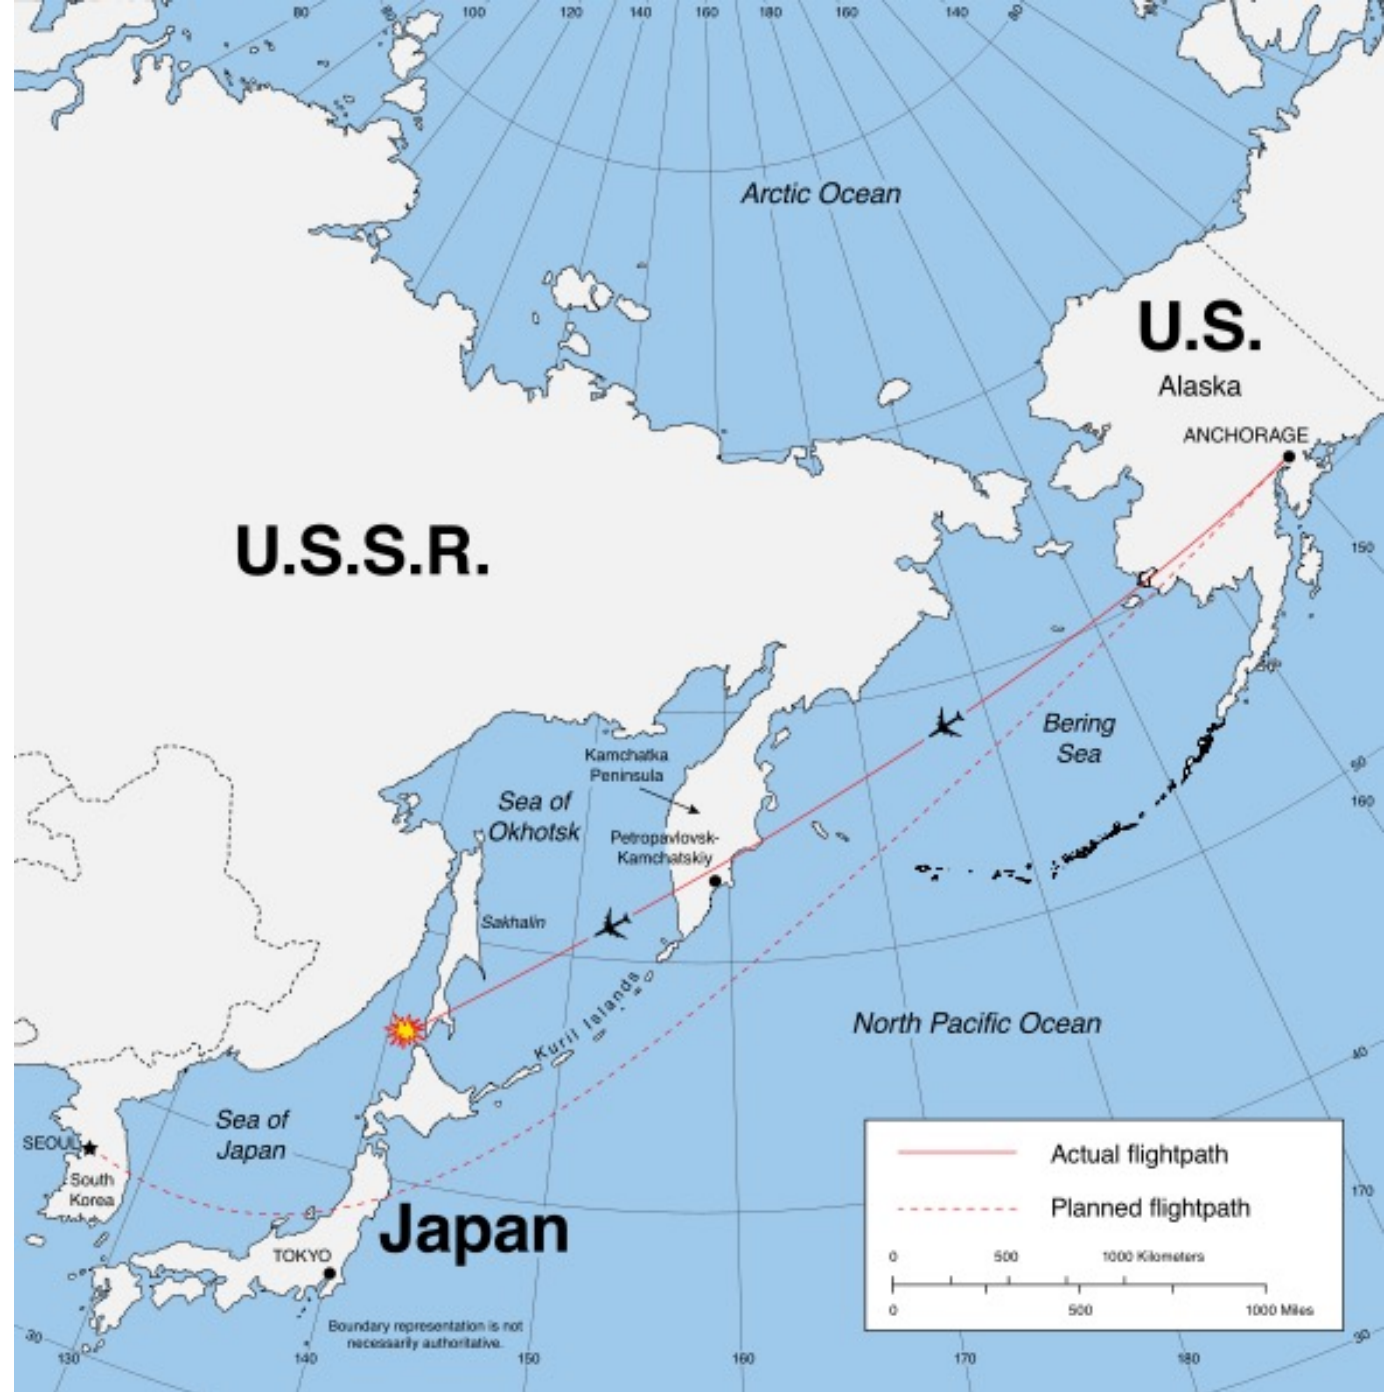 80
100
120
140
160
180
160
140
Arctic Ocean
U.S.
Alaska
ANCHORAGE
U.S.S.R.
150
Bering
Sea
Kamchatka
Peninsula
Sea of
Okhotsk
50
160
Petropavlovsk-
Kamchatskiy
Sakhalin
Kuril Islands
North Pacific Ocean
40
Sea of
Japan
SEOUL
South
Korea
170
Japan
TOKYO
Actual flightpath
Planned flightpath
0 500 1000 Kilometers
0 500 1000 Miles
Boundary representation is not
necessarily authoritative.
30
30
130
140
150
160
170
180